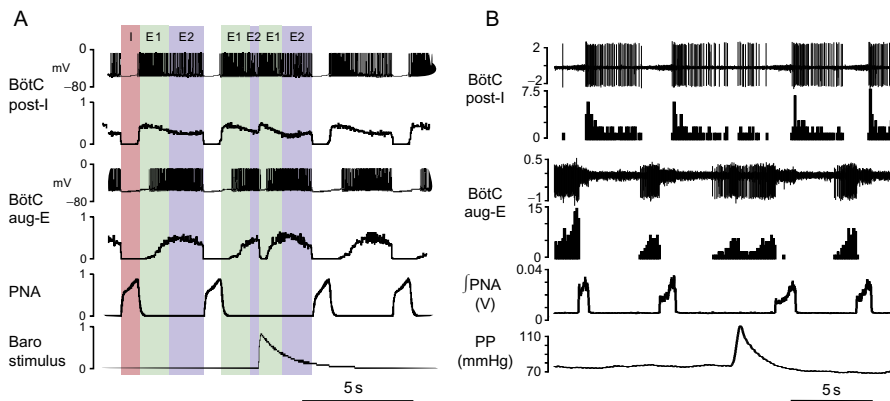 A
I E1 E2 E1 E2 E1 E2
0
mV
−80
BötC
post-I
1
0
0
mV
−80
BötC
aug-E
1
0
PNA
1
0
Baro
stimulus
1
0
5 s
B
BötC
post-I
2
−2
7.5
0
BötC
aug-E
0.5
−1
15
0
∫PNA
(V)
0.04
0
PP
(mmHg)
110
70
5 s